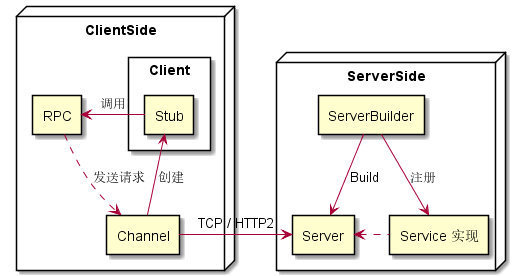 ClientSide
Client
RPC
调用
Stub
发送请求
创建
Channel
TCP / HTTP2
ServerSide
ServerBuilder
Build
注册
Server
Service 实现